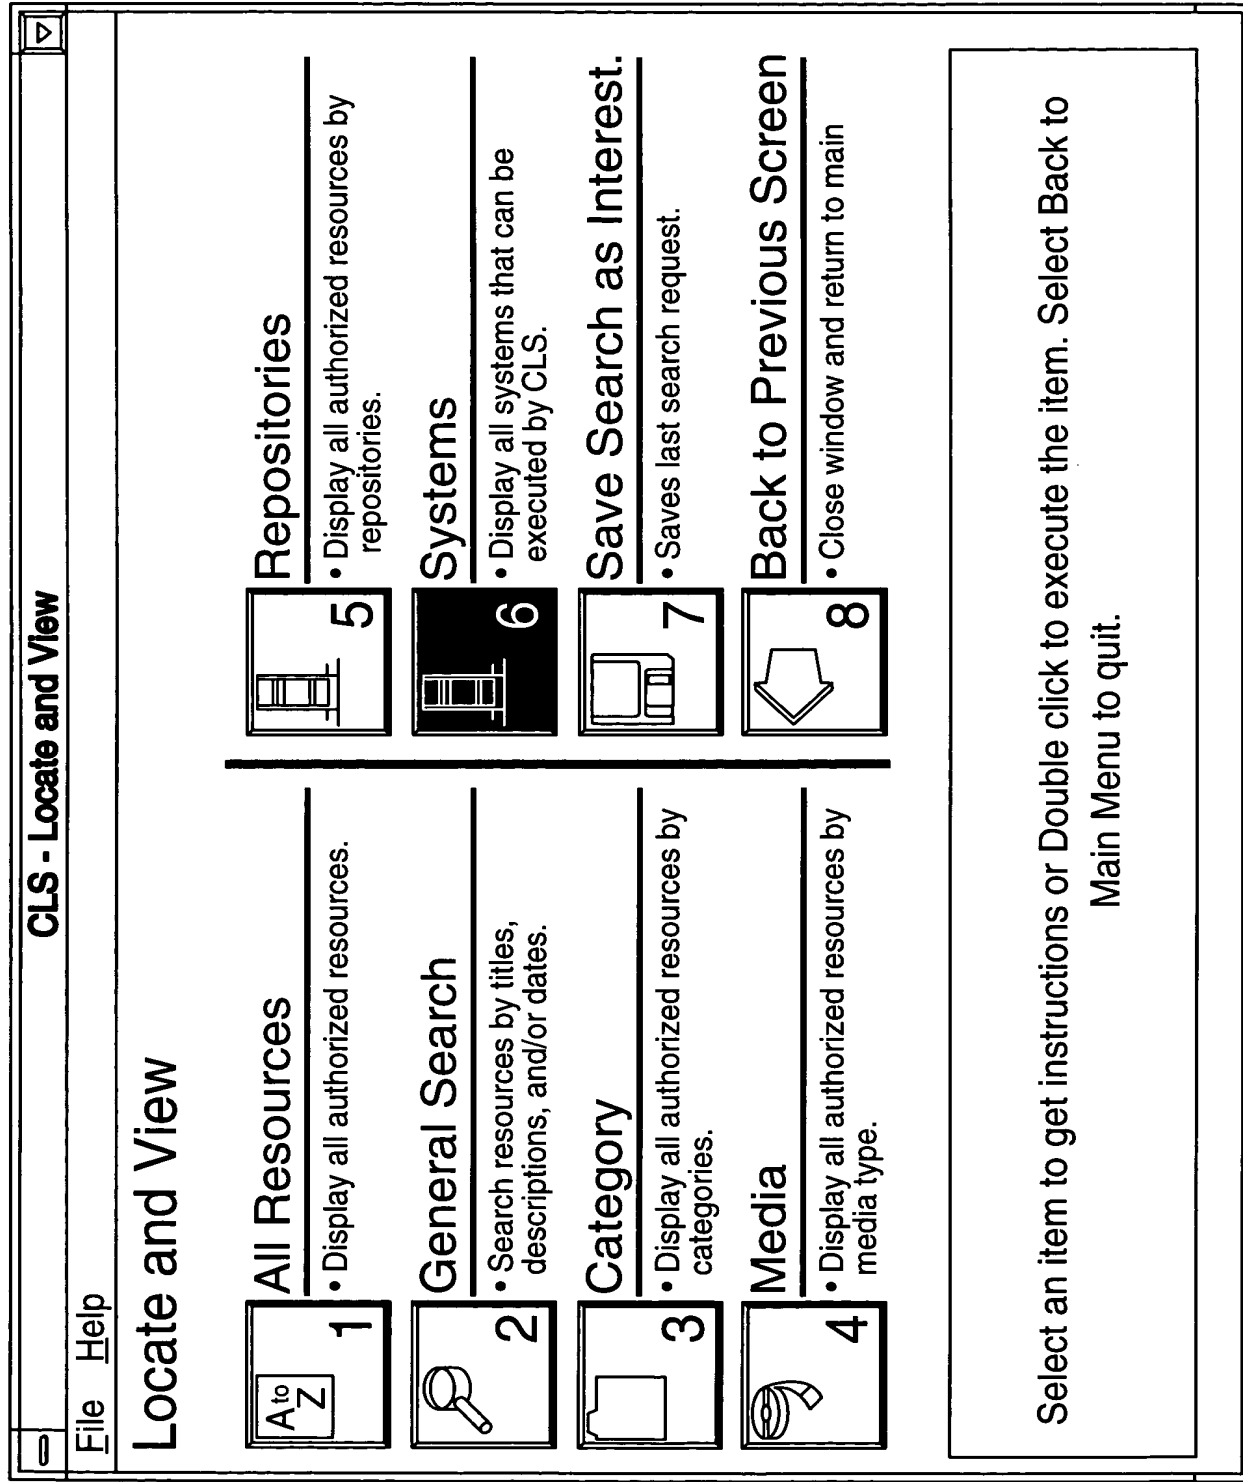 CLS - Locate and View
File Help
Locate and View
A to Z
1
All Resources
• Display all authorized resources.
2
General Search
• Search resources by titles,
descriptions, and/or dates.
3
Category
• Display all authorized resources by
categories.
4
Media
• Display all authorized resources by
media type.
5
Repositories
• Display all authorized resources by
repositories.
6
Systems
• Display all systems that can be
executed by CLS.
7
Save Search as Interest.
• Saves last search request.
8
Back to Previous Screen
• Close window and return to main
Select an item to get instructions or Double click to execute the item. Select Back to
Main Menu to quit.